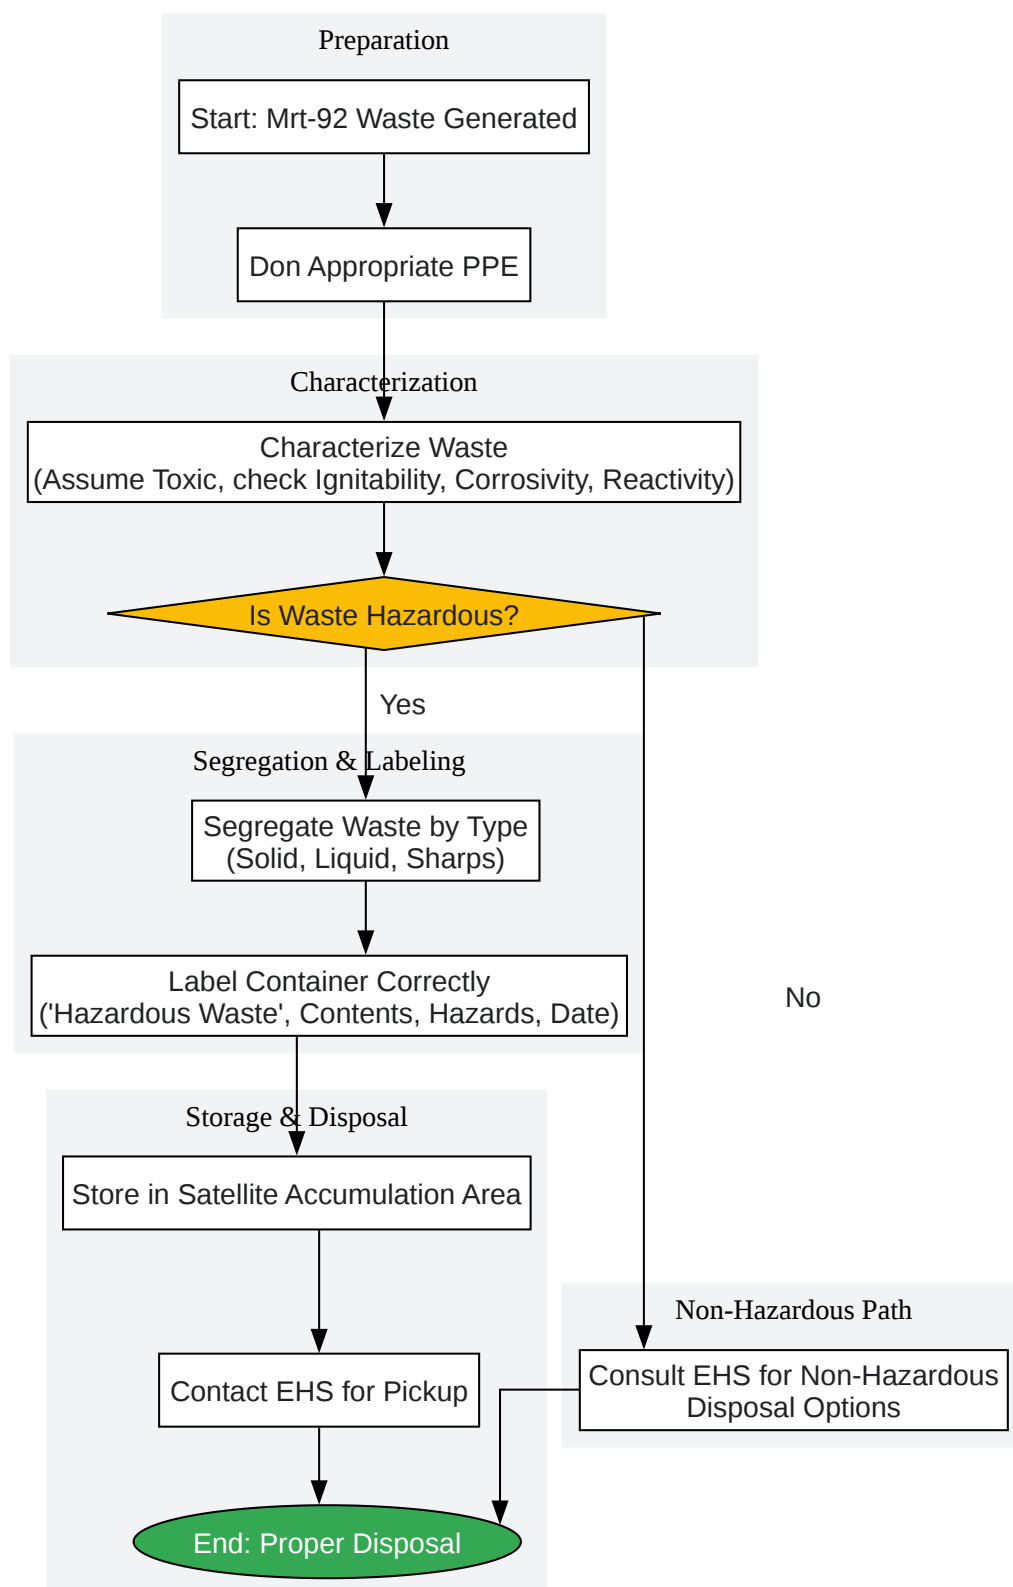 Preparation
Start: Mrt-92 Waste Generated
Don Appropriate PPE
Characterization
Characterize Waste
(Assume Toxic, check Ignitability, Corrosivity, Reactivity)
Is Waste Hazardous?
Yes
Segregation & Labeling
Segregate Waste by Type
(Solid, Liquid, Sharps)
Label Container Correctly
('Hazardous Waste', Contents, Hazards, Date)
No
Storage & Disposal
Store in Satellite Accumulation Area
Non-Hazardous Path
Consult EHS for Non-Hazardous
Disposal Options
Contact EHS for Pickup
End: Proper Disposal